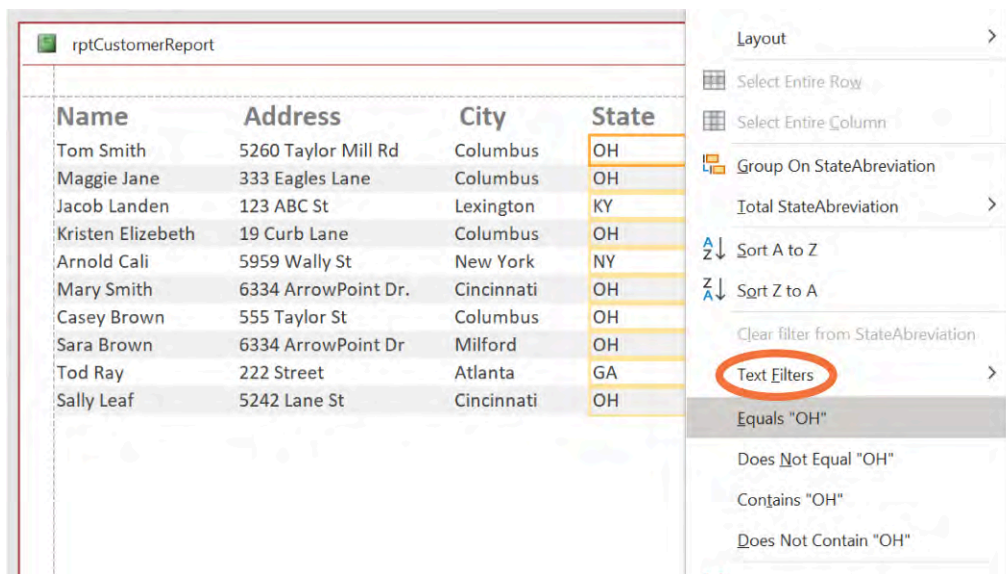 rptCustomerReport
Name Address City State
Tom Smith 5260 Taylor Mill Rd Columbus OH
Maggie Jane 333 Eagles Lane Columbus OH
Jacob Landen 123 ABC St Lexington KY
Kristen Elizebeth 19 Curb Lane Columbus OH
Arnold Cali 5959 Wally St New York NY
Mary Smith 6334 ArrowPoint Dr. Cincinnati OH
Casey Brown 555 Taylor St Columbus OH
Sara Brown 6334 ArrowPoint Dr Milford OH
Tod Ray 222 Street Atlanta GA
Sally Leaf 5242 Lane St Cincinnati OH
Layout
Select Entire Row
Select Entire Column
Group On StateAbreviation
Total StateAbreviation
Sort A to Z
Sort Z to A
Clear filter from StateAbreviation
Text Filters
Equals "OH"
Does Not Equal "OH"
Contains "OH"
Does Not Contain "OH"